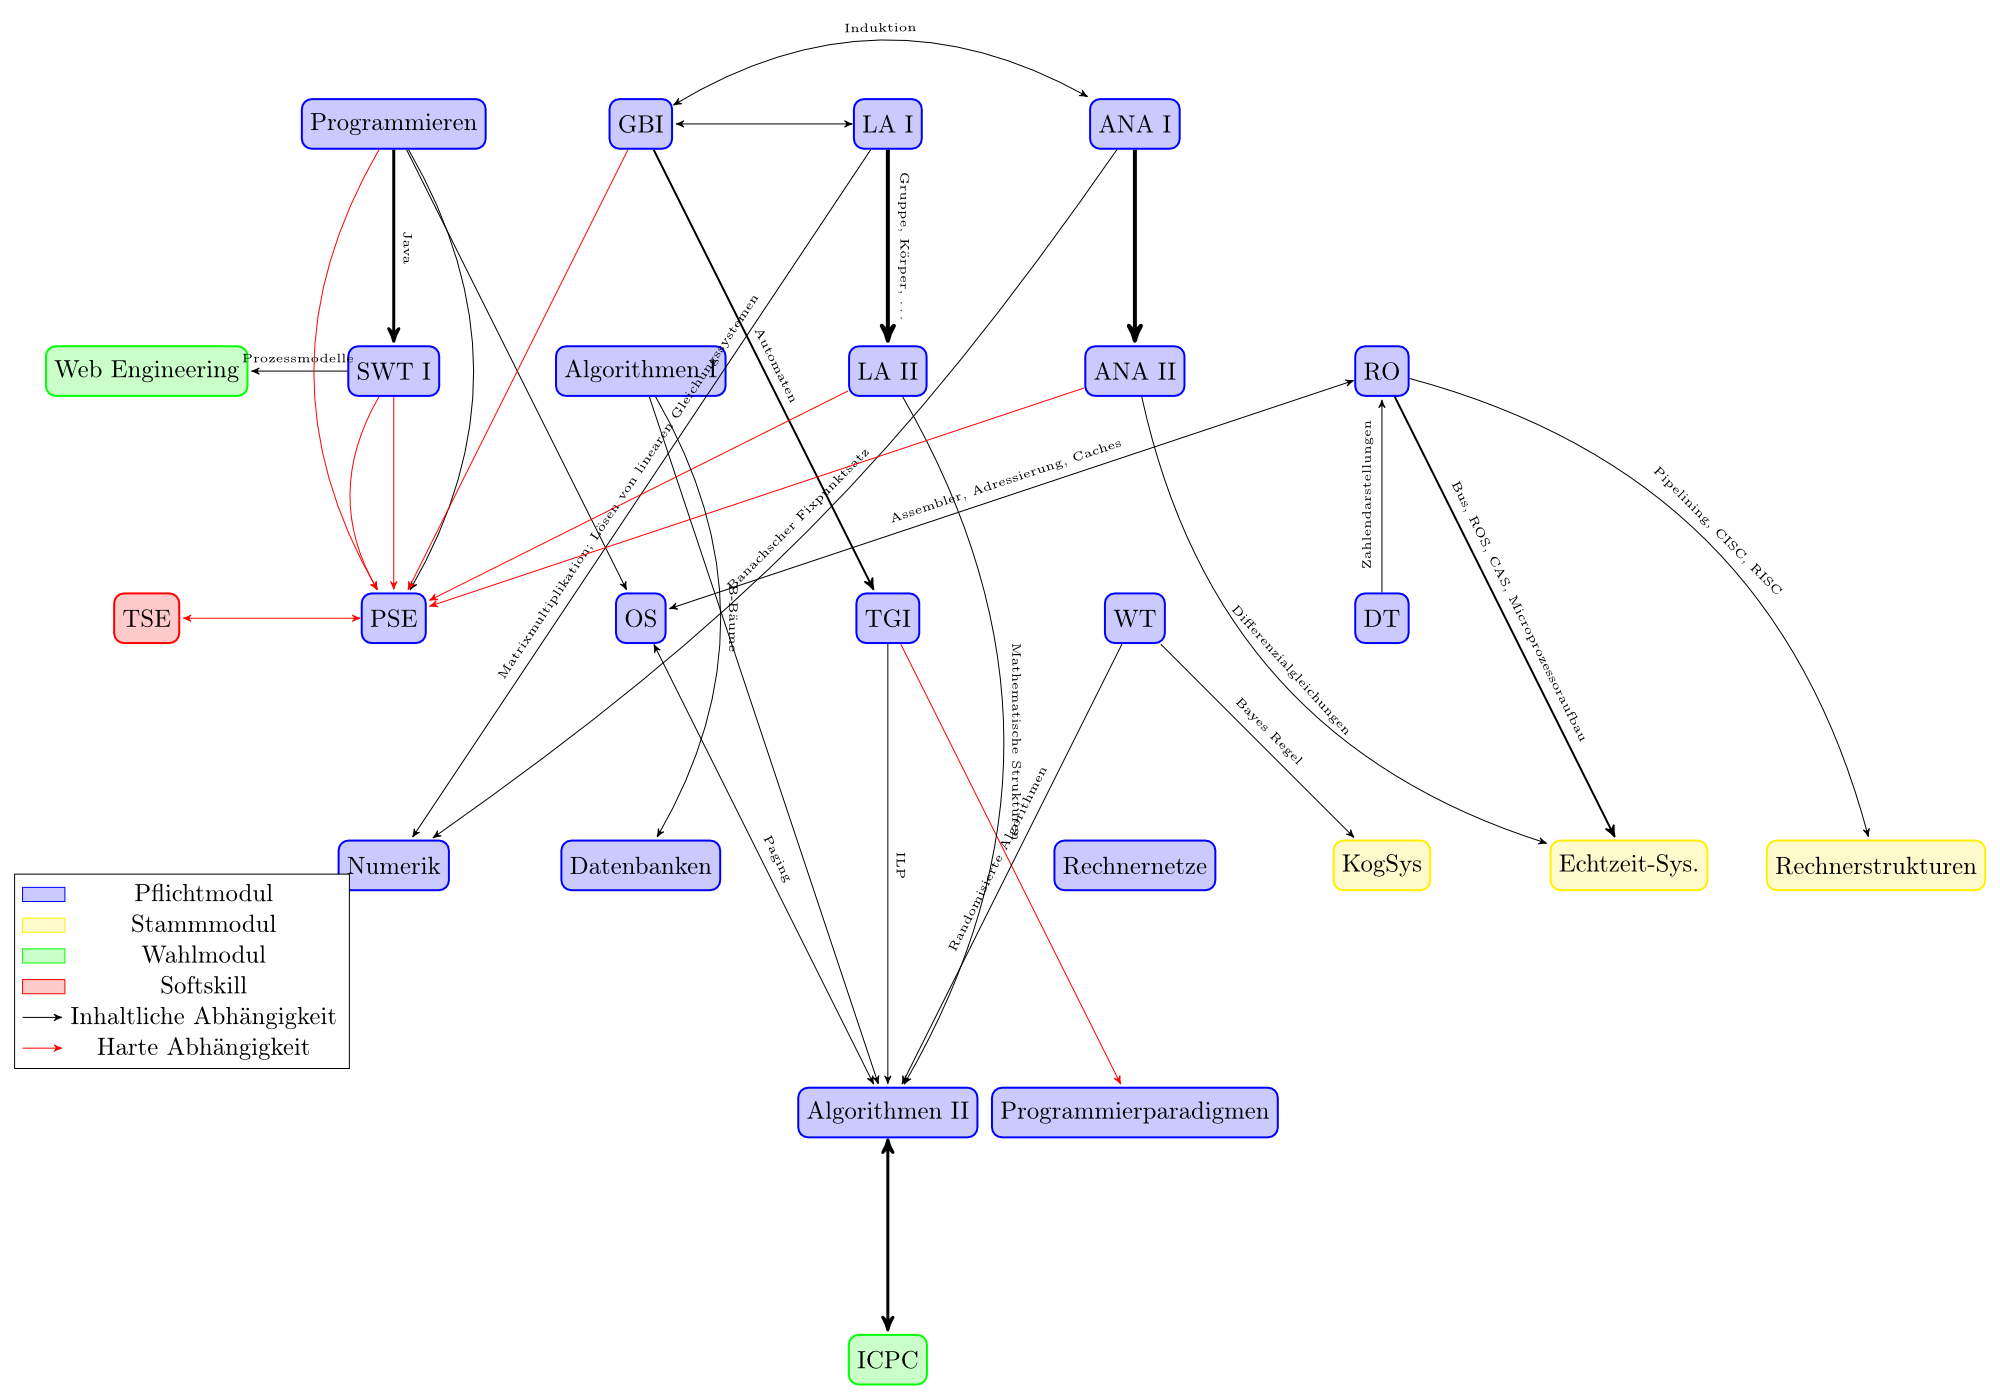 Induktion
Programmieren
GBI
LA I
ANA I
Java
Gruppe, Körper, . . .
Automaten
Web Engineering
Prozessmodelle
SWT I
Algorithmen I
LA II
ANA II
RO
Matrixmultiplikation; Lösen von linearen Gleichungssystemen
Banachscher Fixpunktsatz
Assembler, Adressierung, Caches
Zahlendarstellungen
Bus, ROS, CAS, Microprozessoraufbau
Pipelining, CISC, RISC
TSE
PSE
OS
B-Bäume
TGI
WT
DT
Mathematische Strukturen
Differenzialgleichungen
Bayes Regel
Numerik
Datenbanken
Paging
ILP
Randomisierte Algorithmen
Rechnernetze
KogSys
Echtzeit-Sys.
Rechnerstrukturen
Pflichtmodul
Stammmodul
Wahlmodul
Softskill
Inhaltliche Abhängigkeit
Harte Abhängigkeit
Algorithmen II
Programmierparadigmen
ICPC